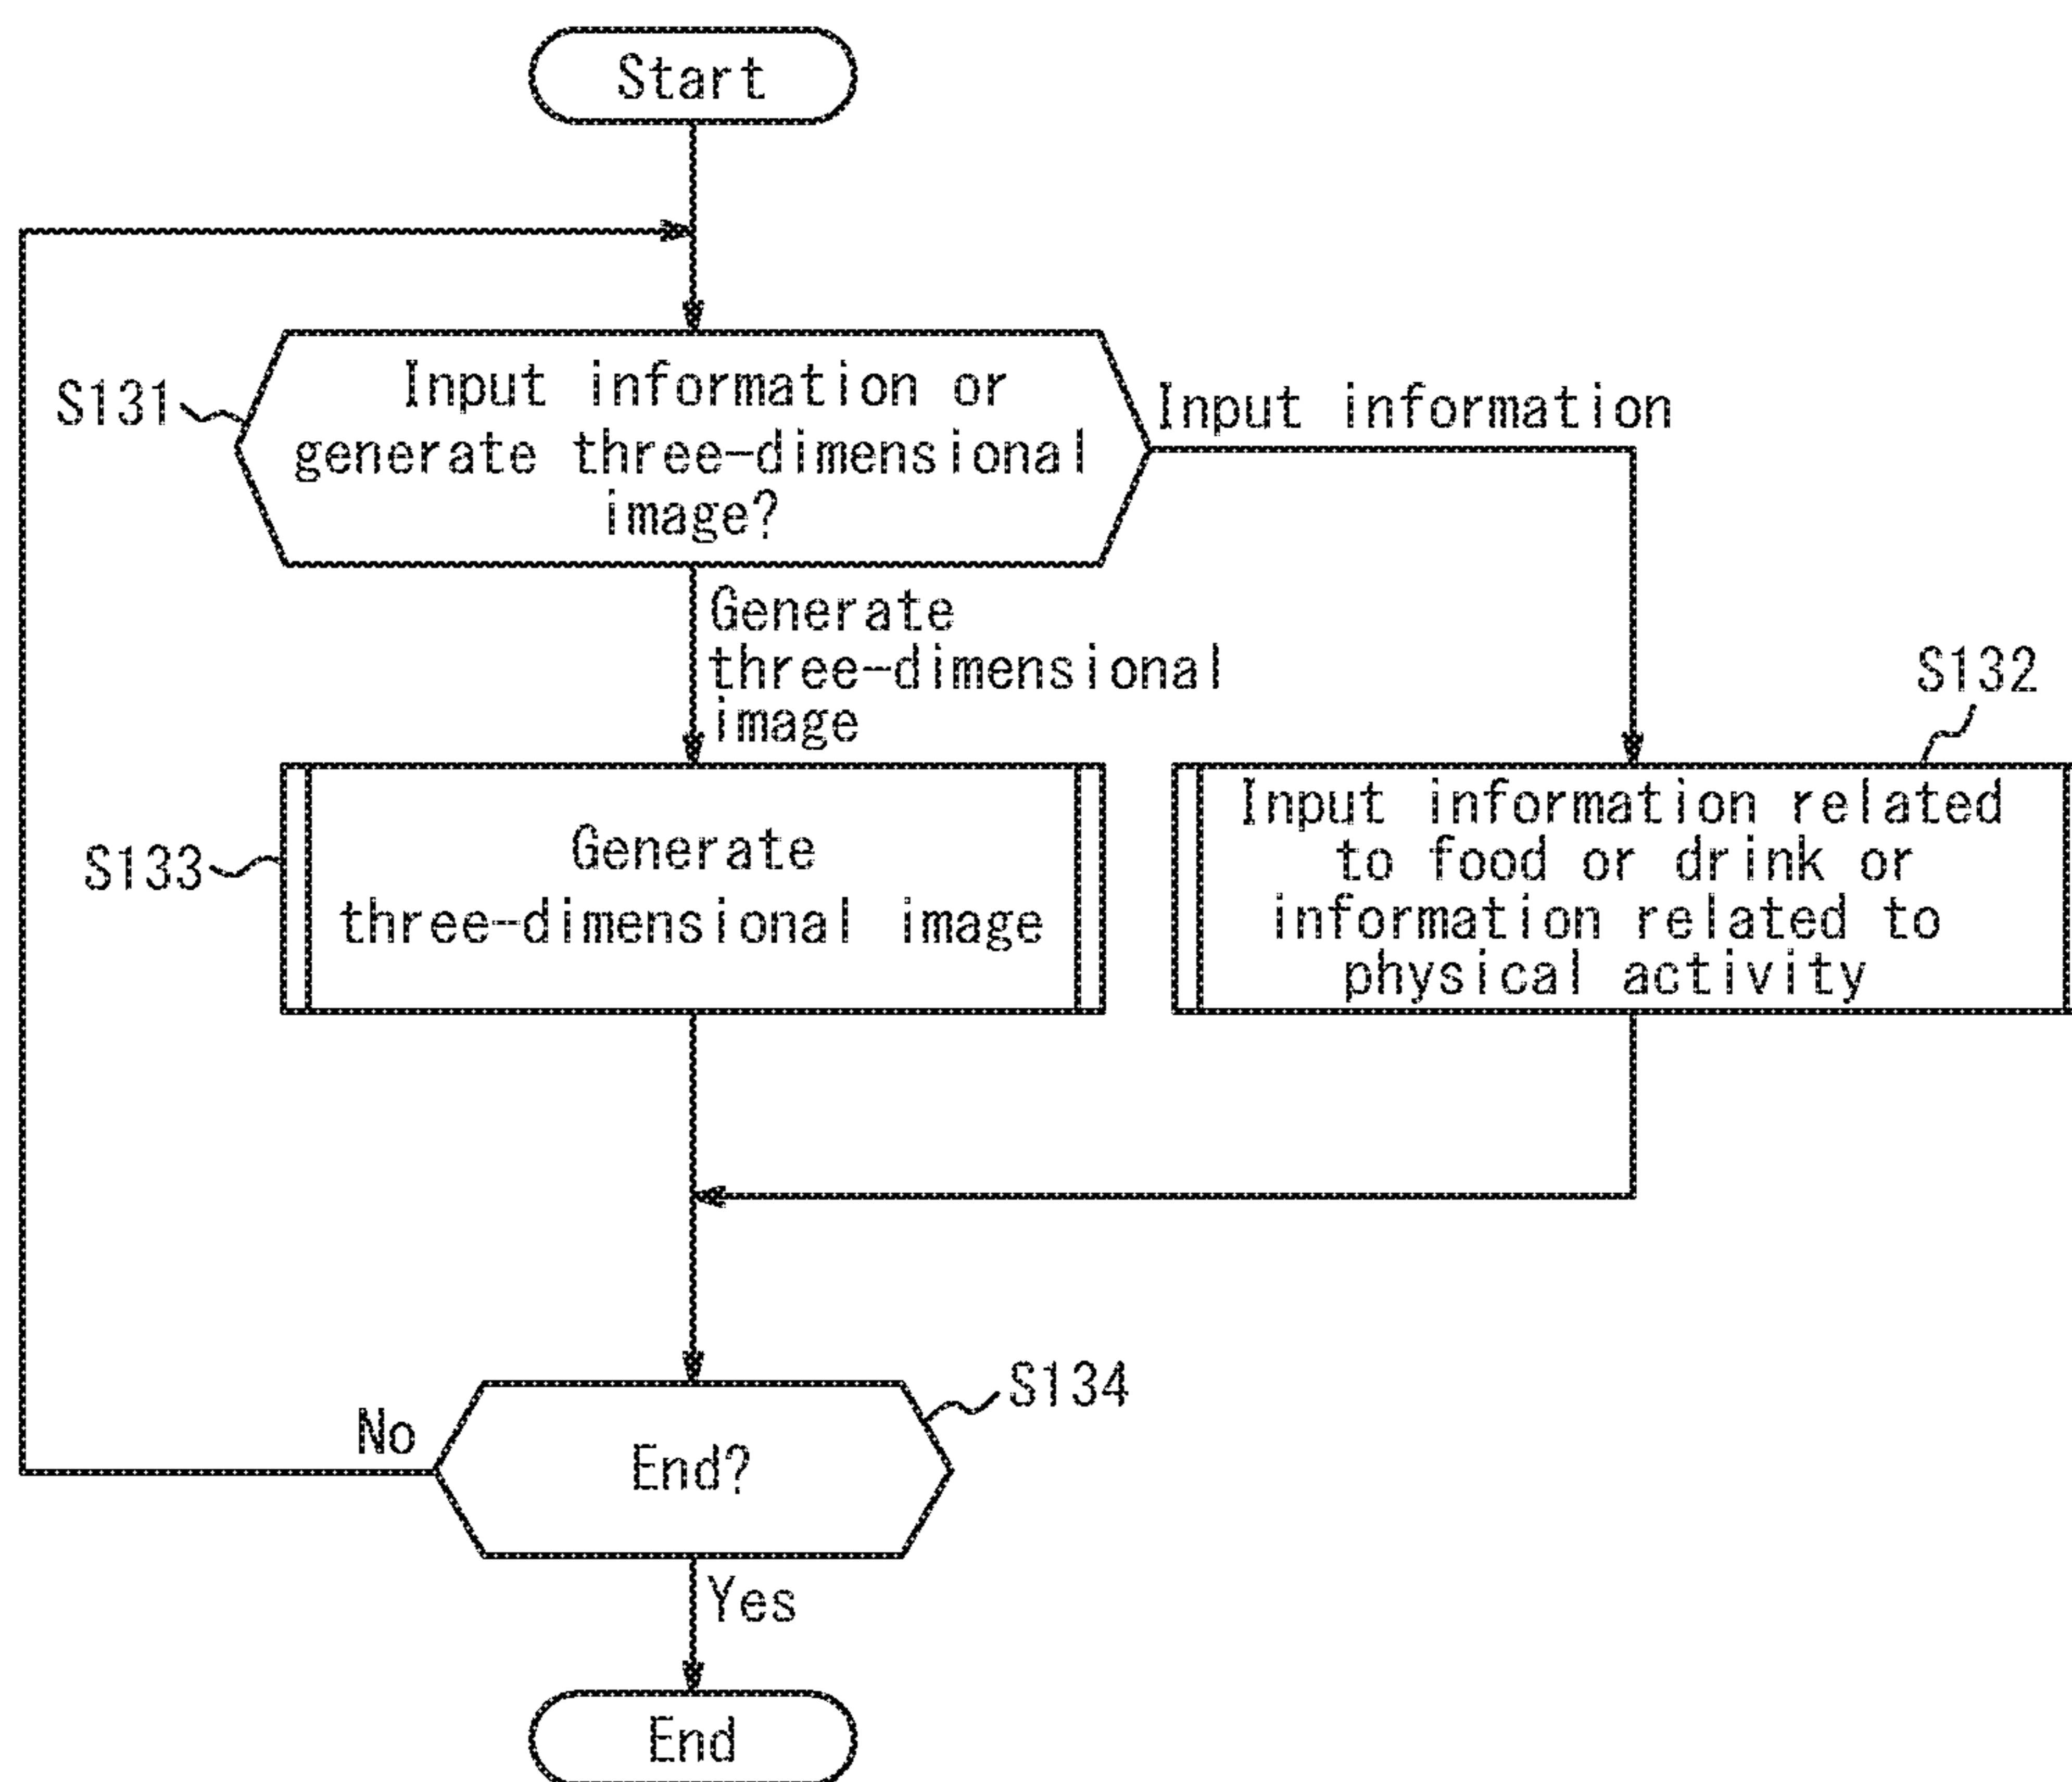 Start
S131
Input information or
generate three-dimensional
image?
Input information
Generate
three-dimensional
image
S132
S133
Generate
three-dimensional image
Input information related
to food or drink or
information related to
physical activity
S134
No
End?
Yes
End